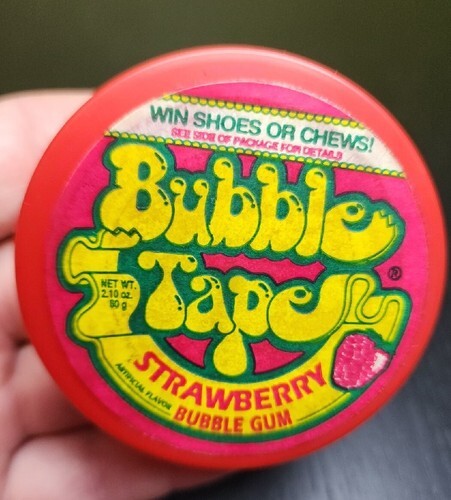 WIN SHOES OR CHEWS!
SEE SIDE OF PACKAGE FOR DETAILS
Bubble
Tape
®
NET WT.
2.10 oz.
60 g
STRAWBERRY
ARTIFICIAL FLAVOR
BUBBLE GUM